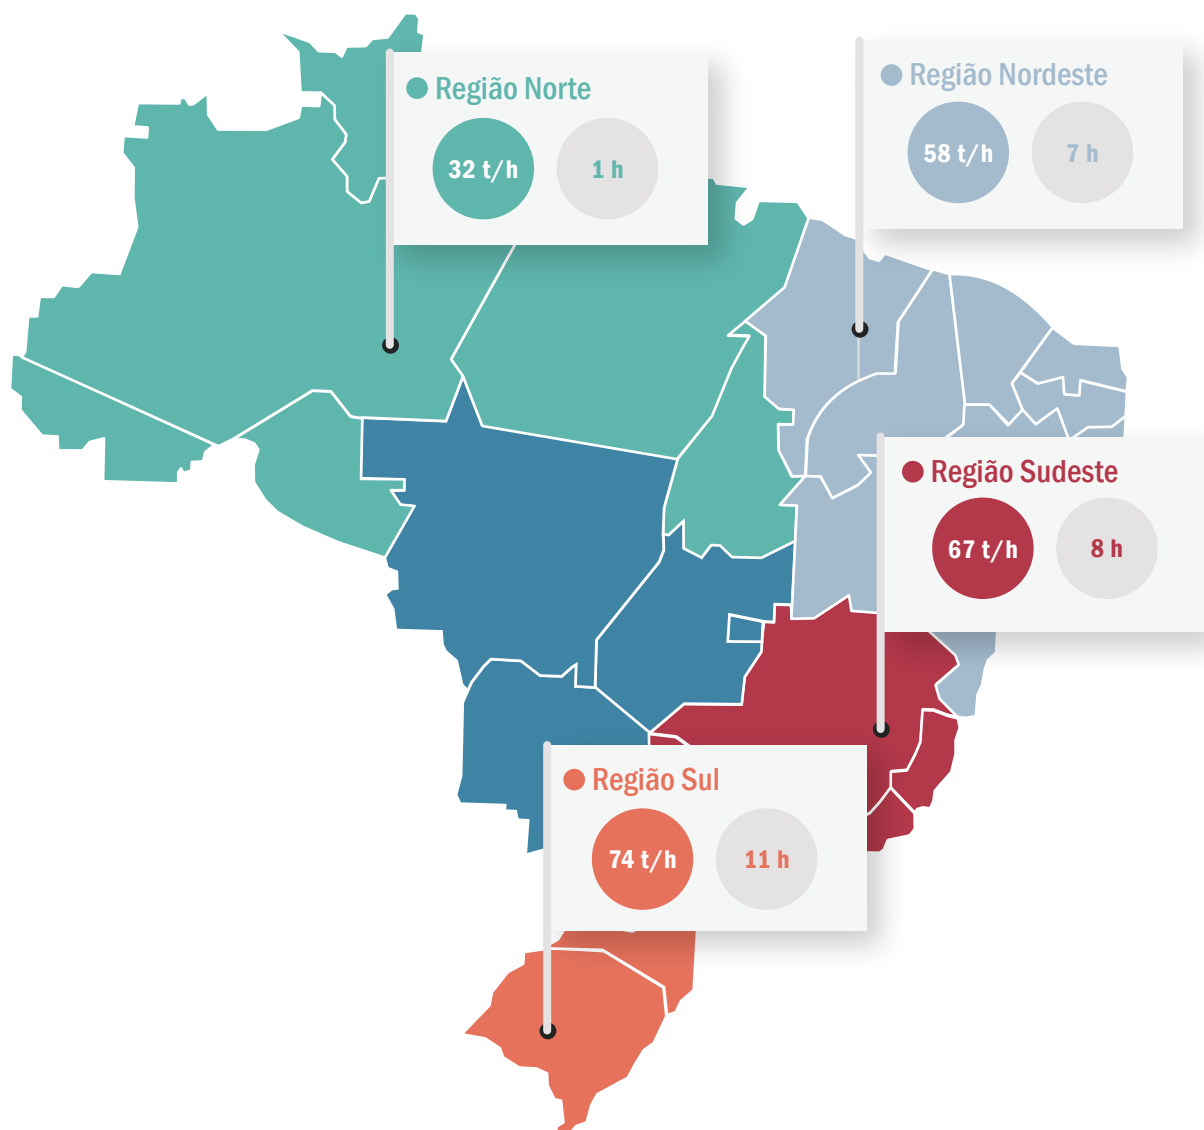 Região Norte
32 t/h
1 h
Região Nordeste
58 t/h
7 h
Região Sudeste
67 t/h
8 h
Região Sul
74 t/h
11 h